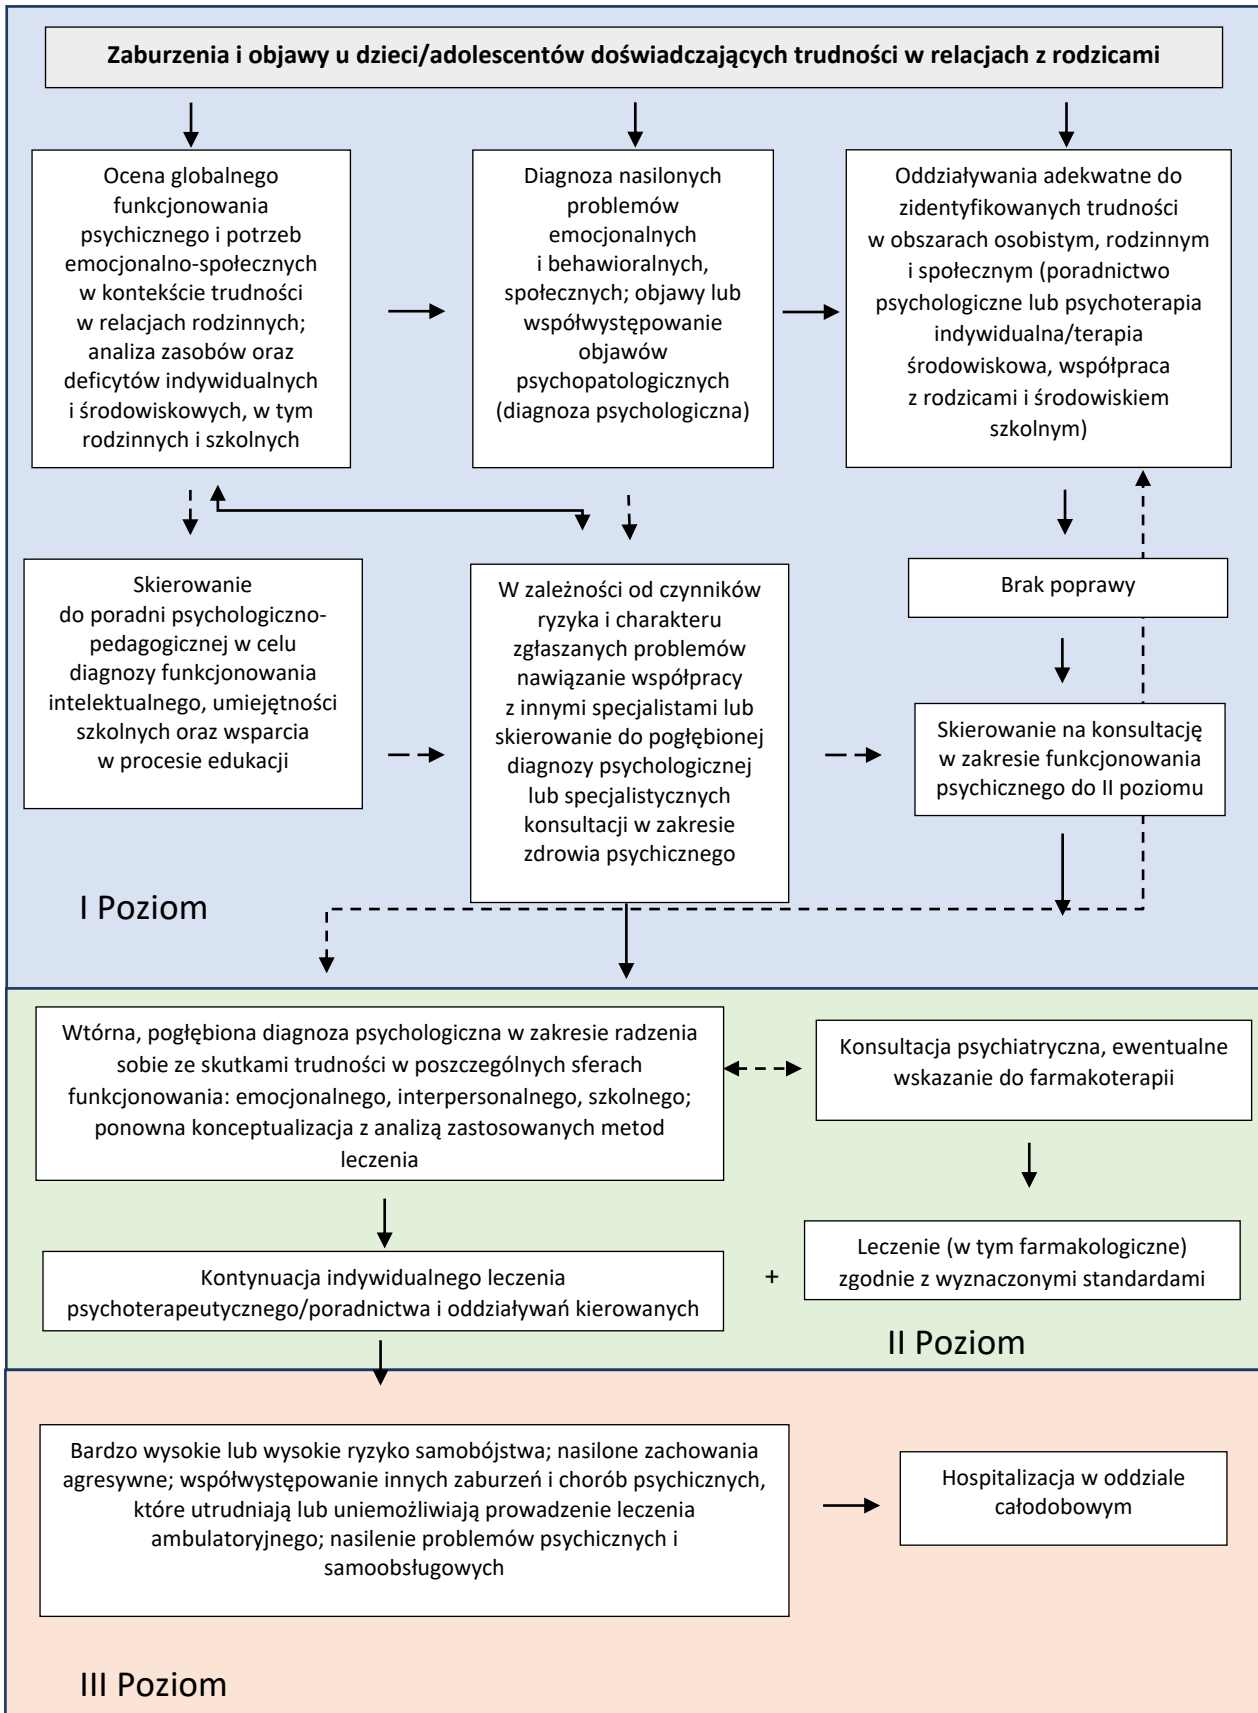 Zaburzenia i objawy u dzieci/adolescentów doświadczających trudności w relacjach z rodzicami
Ocena globalnego
funkcjonowania
psychicznego i potrzeb
emocjonalno-społecznych
w kontekście trudności
w relacjach rodzinnych;
analiza zasobów oraz
deficytów indywidualnych
i środowiskowych, w tym
rodzinnych i szkolnych
Diagnoza nasilonych
problemów
emocjonalnych
i behawioralnych,
społecznych; objawy lub
współwystępowanie
objawów
psychopatologicznych
(diagnoza psychologiczna)
Oddziaływania adekwatne do
zidentyfikowanych trudności
w obszarach osobistym, rodzinnym
i społecznym (poradnictwo
psychologiczne lub psychoterapia
indywidualna/terapia
środowiskowa, współpraca
z rodzicami i środowiskiem
szkolnym)
Skierowanie
do poradni psychologiczno-
pedagogicznej w celu
diagnozy funkcjonowania
intelektualnego, umiejętności
szkolnych oraz wsparcia
w procesie edukacji
W zależności od czynników
ryzyka i charakteru
zgłaszanych problemów
nawiązanie współpracy
z innymi specjalistami lub
skierowanie do pogłębionej
diagnozy psychologicznej
lub specjalistycznych
konsultacji w zakresie
zdrowia psychicznego
Brak poprawy
Skierowanie na konsultację
w zakresie funkcjonowania
psychicznego do II poziomu
I Poziom
Wtórna, pogłębiona diagnoza psychologiczna w zakresie radzenia
sobie ze skutkami trudności w poszczególnych sferach
funkcjonowania: emocjonalnego, interpersonalnego, szkolnego;
ponowna konceptualizacja z analizą zastosowanych metod
leczenia
Konsultacja psychiatryczna, ewentualne
wskazanie do farmakoterapii
Kontynuacja indywidualnego leczenia
psychoterapeutycznego/poradnictwa i oddziaływań kierowanych
+
Leczenie (w tym farmakologiczne)
zgodnie z wyznaczonymi standardami
II Poziom
Bardzo wysokie lub wysokie ryzyko samobójstwa; nasilone zachowania
agresywne; współwystępowanie innych zaburzeń i chorób psychicznych,
które utrudniają lub uniemożliwiają prowadzenie leczenia
ambulatoryjnego; nasilenie problemów psychicznych i
samoobsługowych
Hospitalizacja w oddziale
całodobowym
III Poziom